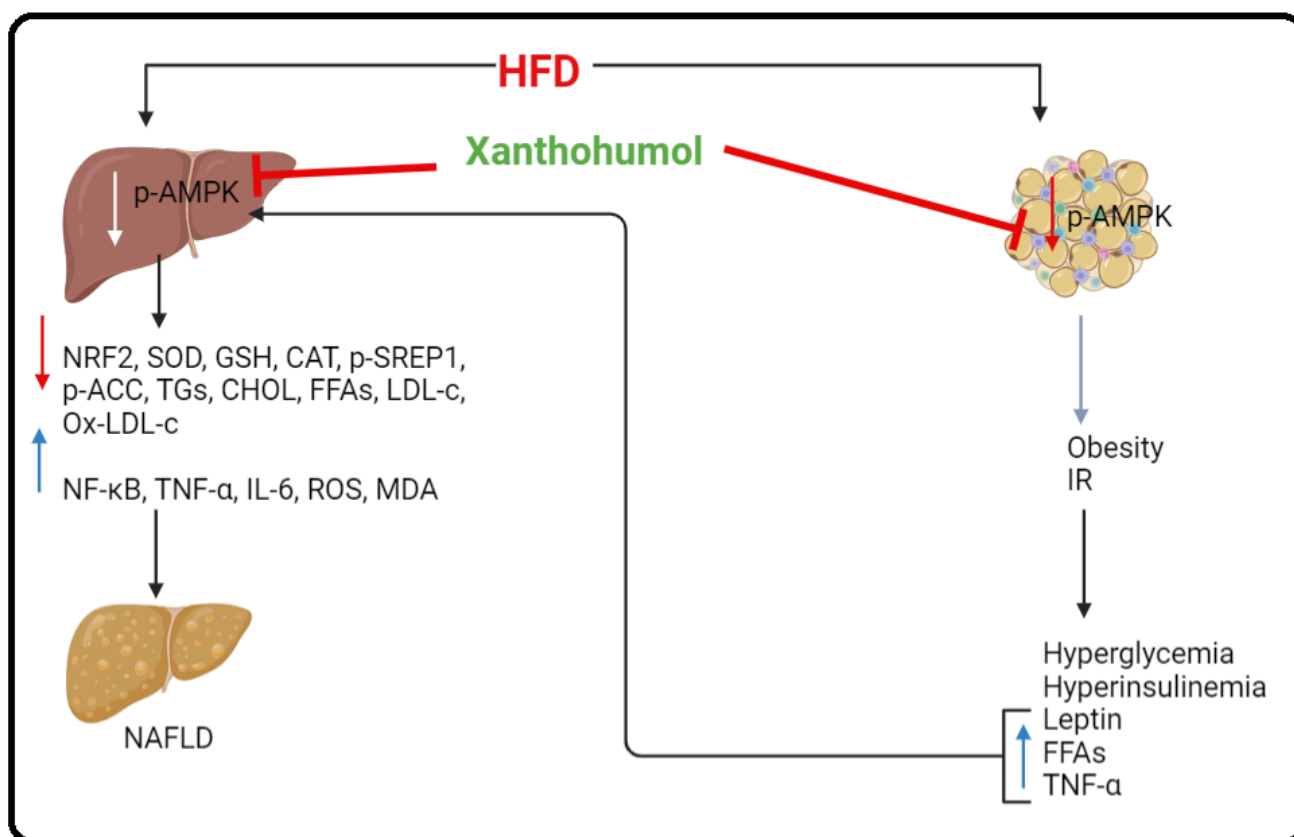 HFD
Xanthohumol
p-AMPK
p-AMPK
NRF2, SOD, GSH, CAT, p-SREP1,
p-ACC, TGs, CHOL, FFAs, LDL-c,
Ox-LDL-c
NF-κB, TNF-α, IL-6, ROS, MDA
NAFLD
Obesity
IR
Hyperglycemia
Hyperinsulinemia
Leptin
FFAs
TNF-α